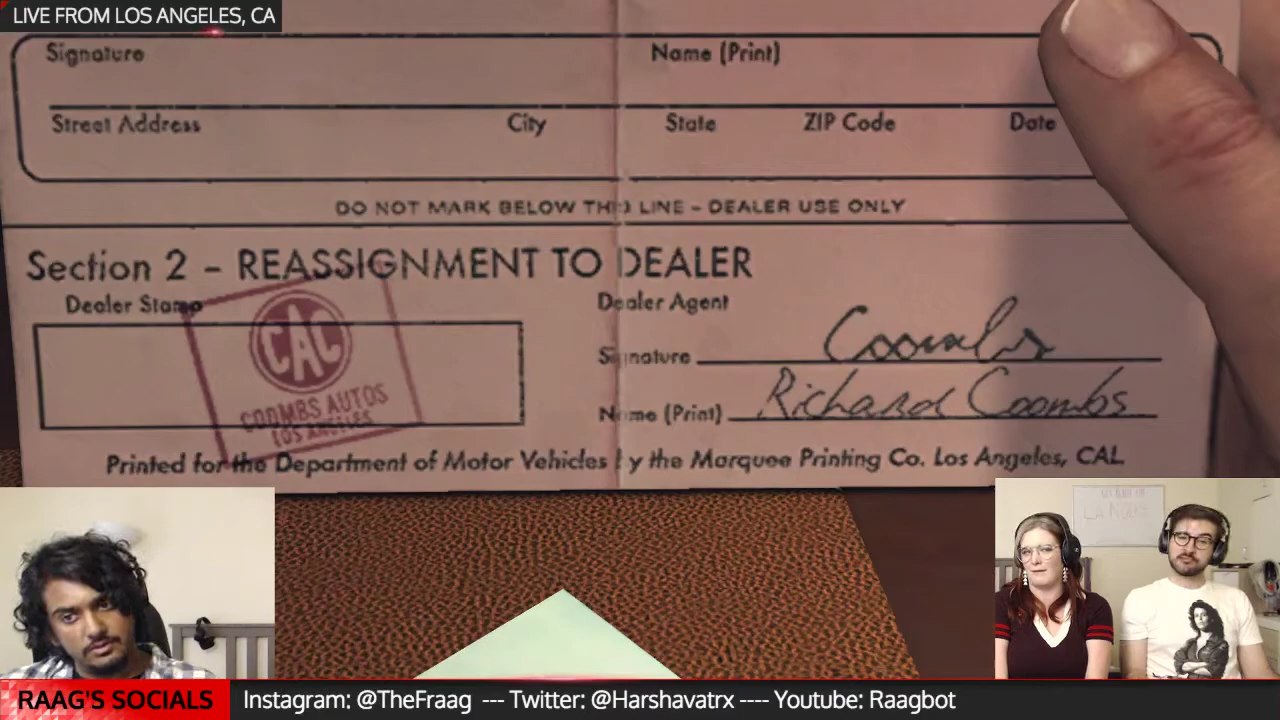 LIVE FROM LOS ANGELES, CA
Signature Name (Print)
Street Address City State ZIP Code Date
DO NOT MARK BELOW THIS LINE - DEALER USE ONLY
Section 2 - REASSIGNMENT TO DEALER
Dealer Stamp Dealer Agent
CAC
COOMBS AUTOS
LOS ANGELES
Signature Coombs
Name (Print) Richard Coombs
Printed for the Department of Motor Vehicles by the Marquee Printing Co. Los Angeles, CAL
LA NOIRE
RAAG'S SOCIALS Instagram: @TheFraag --- Twitter: @Harshavatrx ---- Youtube: Raagbot